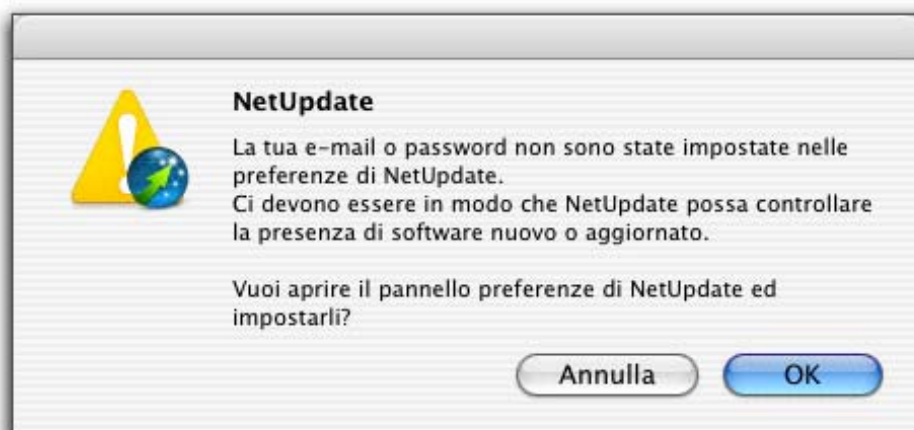 NetUpdate
La tua e-mail o password non sono state impostate nelle
preferenze di NetUpdate.
Ci devono essere in modo che NetUpdate possa controllare
la presenza di software nuovo o aggiornato.
Vuoi aprire il pannello preferenze di NetUpdate ed
impostarli?
Annulla
OK